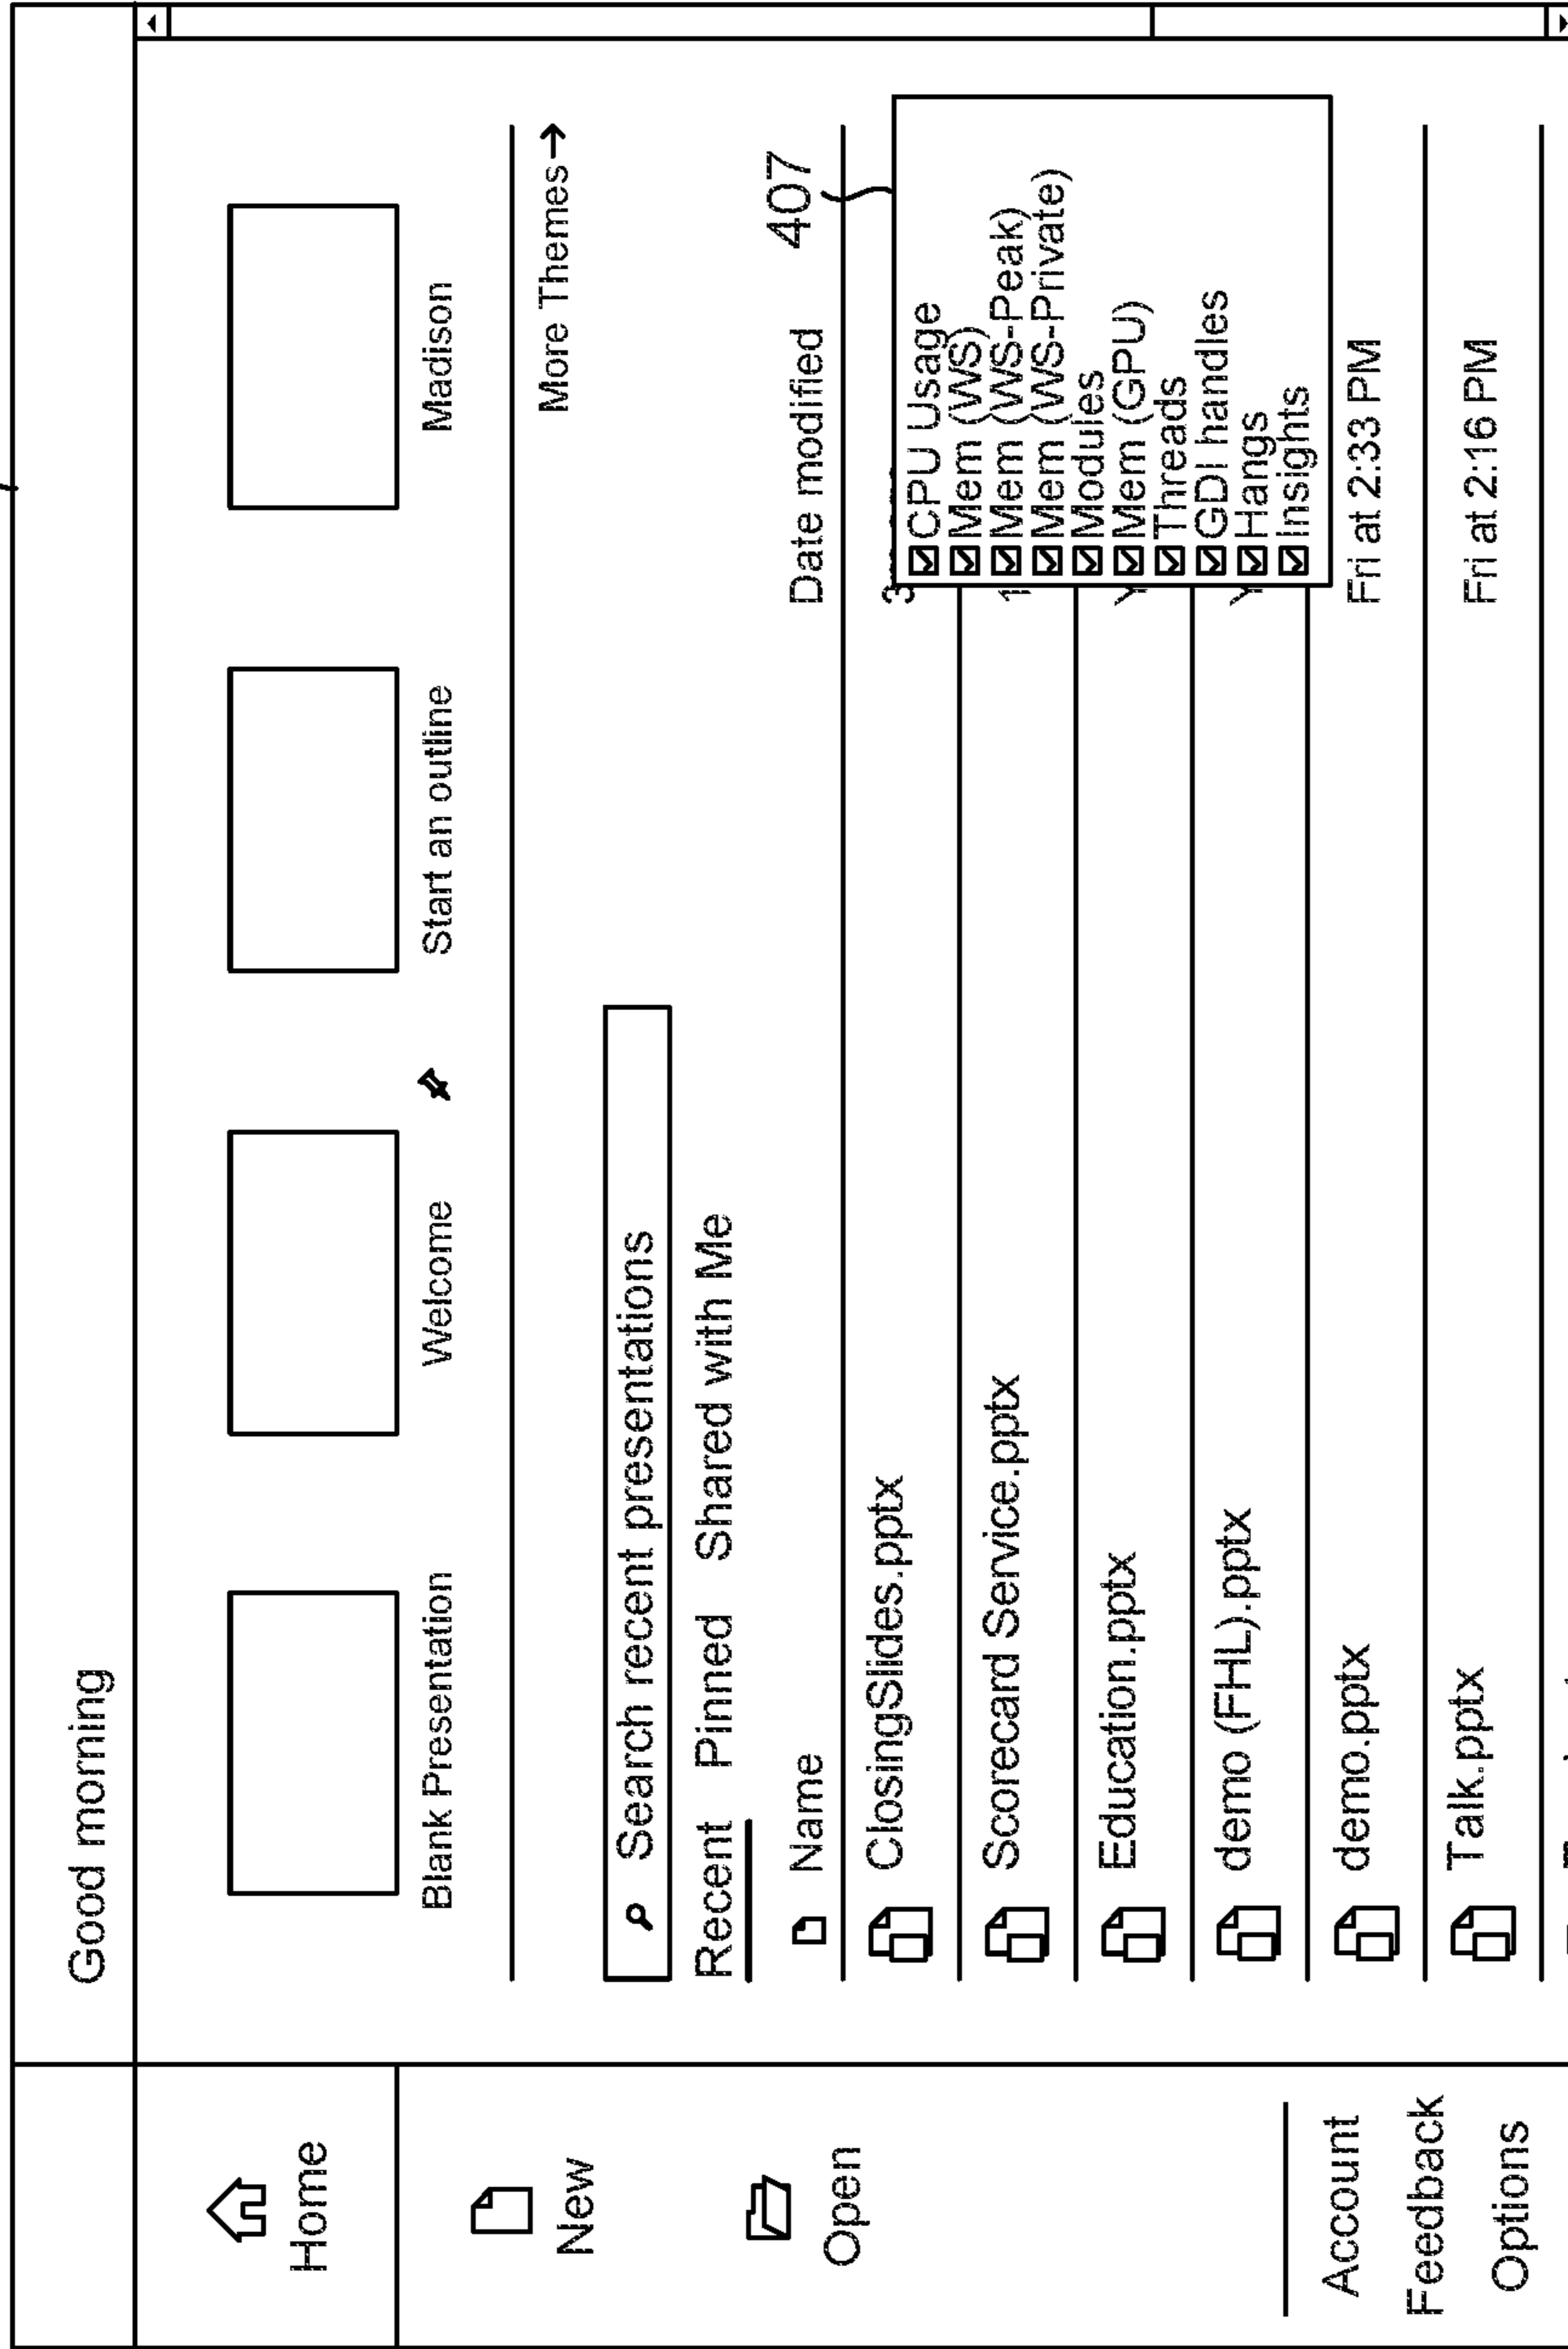 Good morning
Home
New
Open
Account
Feedback
Options
Blank Presentation
Welcome
Start an outline
Madison
More Themes
Search recent presentations
Recent Pinned Shared with Me
Name Date modified
407
ClosingSlides.pptx 3
Scorecard Service.pptx 1
Education.pptx Y
demo (FHL).pptx Y
demo.pptx Fri at 2:33 PM
Talk.pptx Fri at 2:16 PM
CPU Usage
Mem (WS)
Mem (WS-Peak)
Mem (WS-Private)
Modules
Mem (GPU)
Threads
GDI handles
Hangs
Insights